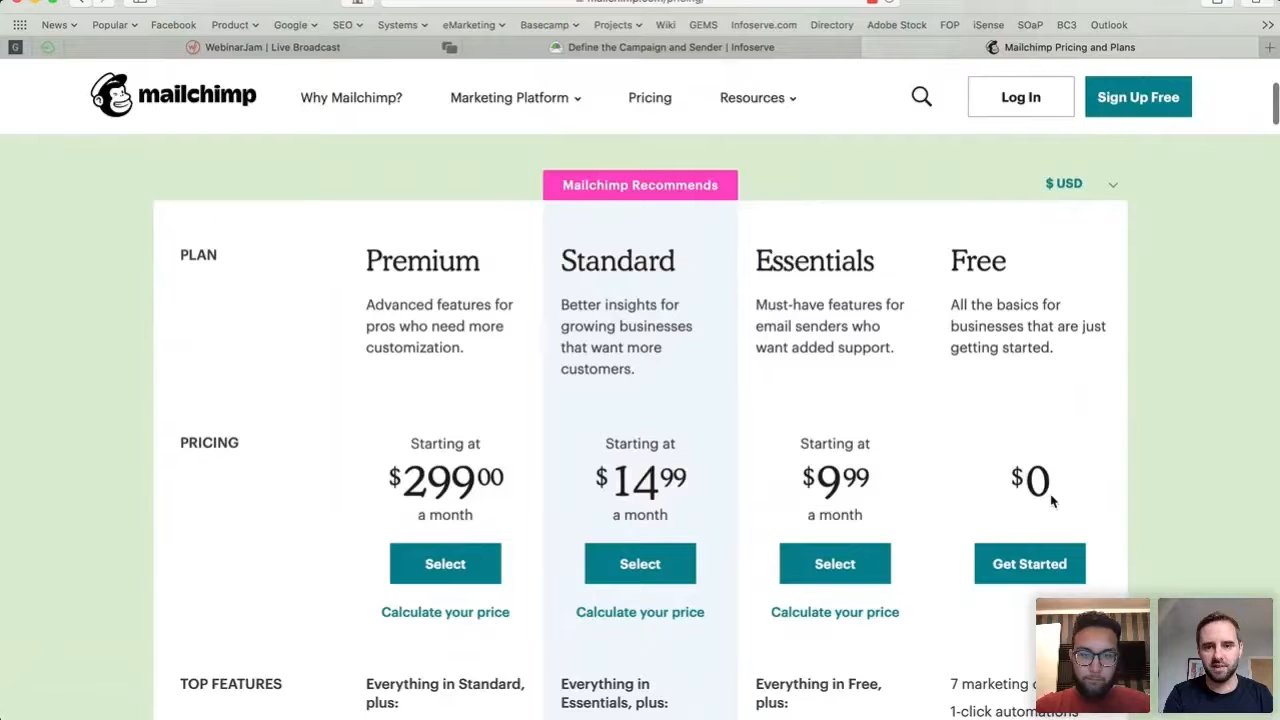 mailchimp.com/pricing/
News Popular Facebook Product Google SEO Systems eMarketing Basecamp Projects Wiki GEMS Infoserve.com Directory Adobe Stock FOP iSense SOaP BC3 Outlook
G WebinarJam | Live Broadcast Define the Campaign and Sender | Infoserve Mailchimp Pricing and Plans
mailchimp Why Mailchimp? Marketing Platform Pricing Resources Log In Sign Up Free
Mailchimp Recommends $ USD
PLAN Premium Standard Essentials Free
Advanced features for Better insights for Must-have features for All the basics for
pros who need more growing businesses email senders who businesses that are just
customization. that want more want added support. getting started.
customers.
PRICING Starting at Starting at Starting at
$29900 $1499 $999 $0
a month a month a month
Select Select Select Get Started
Calculate your price Calculate your price Calculate your price
TOP FEATURES Everything in Standard, Everything in Everything in Free, 7 marketing
plus: Essentials, plus: plus: 1-click automations